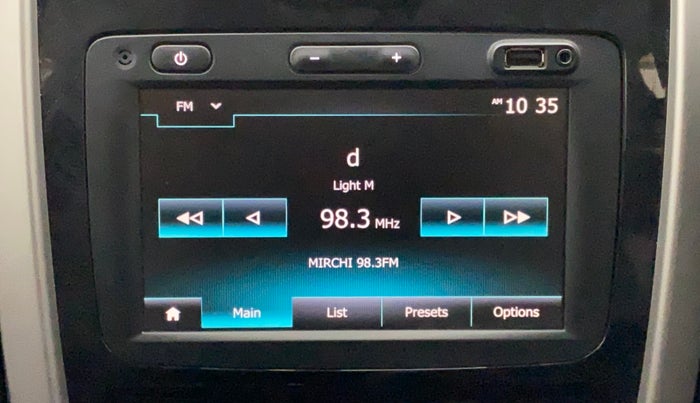 − +
FM AM 10 35
d
Light M
98.3 MHz
MIRCHI 98.3FM
Main List Presets Options